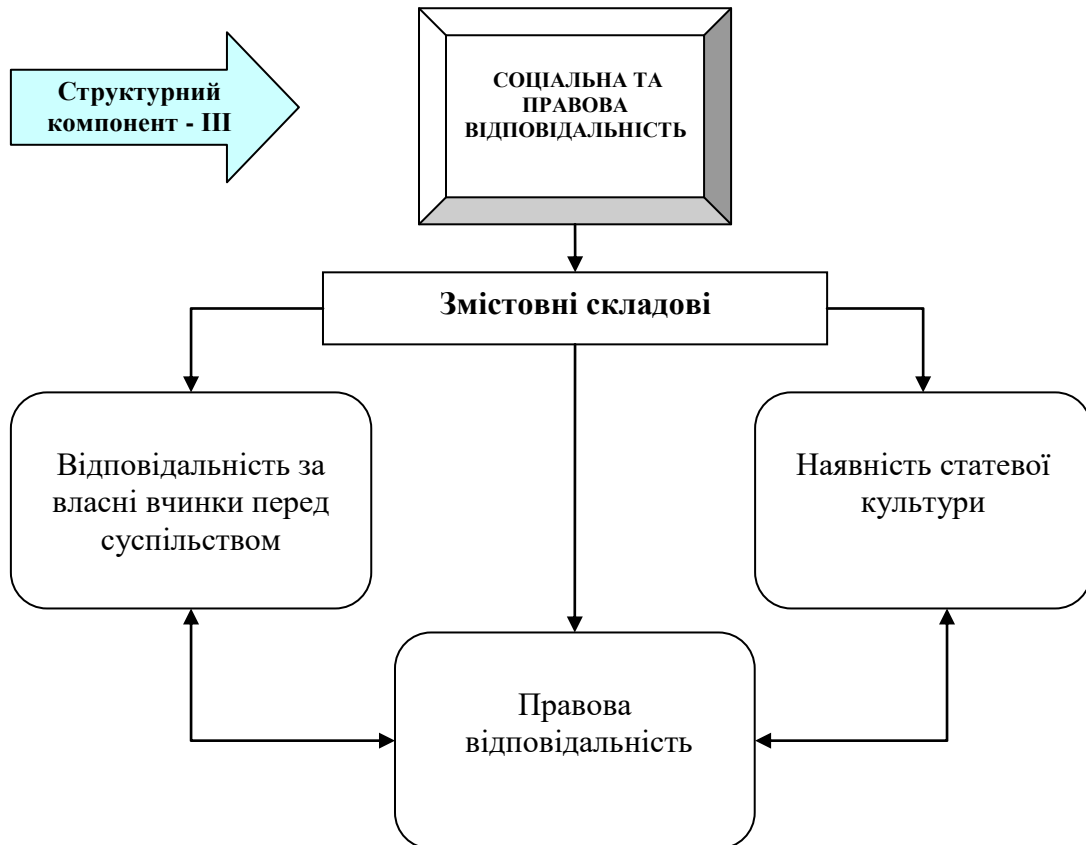 Структурний
компонент - ІІІ
СОЦІАЛЬНА ТА
ПРАВОВА
ВІДПОВІДАЛЬНІСТЬ
Змістовні складові
Відповідальність за
власні вчинки перед
суспільством
Наявність статевої
культури
Правова
відповідальність